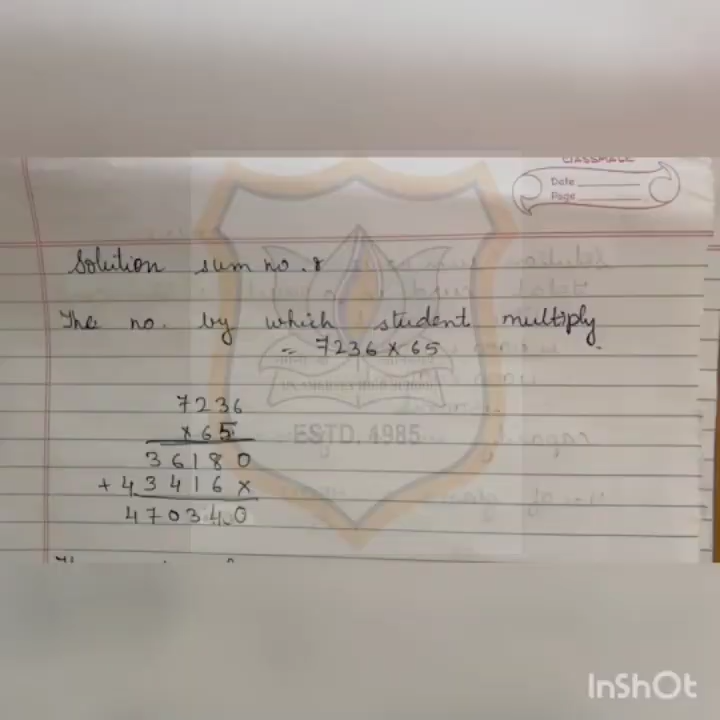 CLASSMATE
Date
Page
Solution sum no. 8
The no. by which student multiply
= 7236 × 65.
7236
× 65
36180
+ 43416×
470340
ESTD. 1985
InShOt